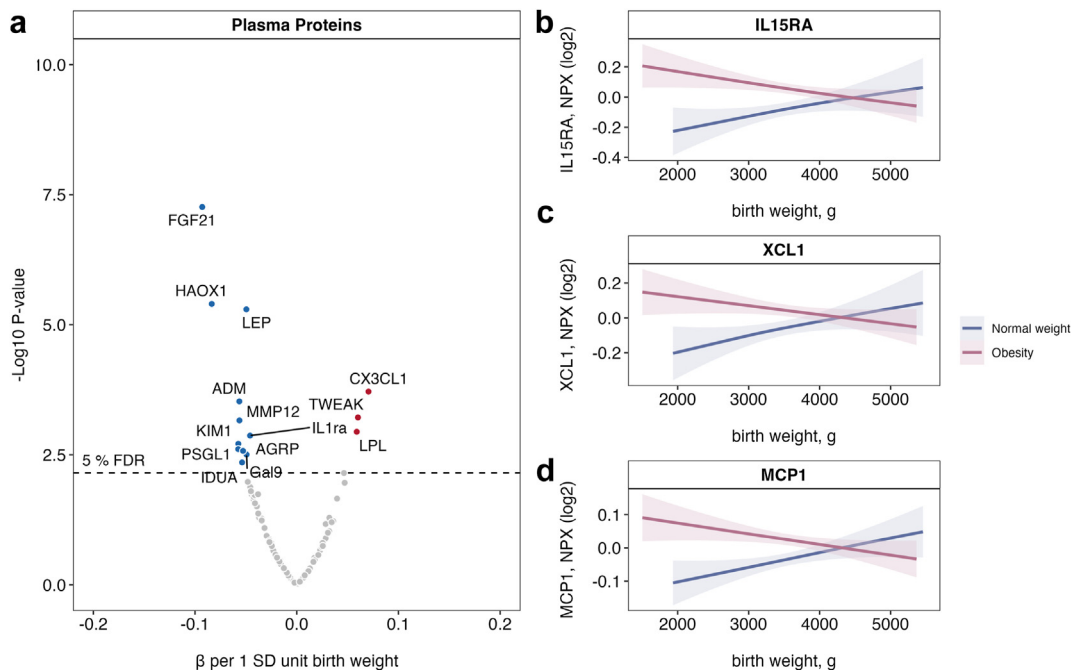 a
Plasma Proteins
10.0
7.5
5.0
2.5
0.0
-Log10 P-value
FGF21
HAOX1
LEP
ADM
MMP12
KIM1
IL1ra
PSGL1
AGRP
IDUA
Gal9
CX3CL1
TWEAK
LPL
5 % FDR
-0.2
-0.1
0.0
0.1
0.2
β per 1 SD unit birth weight
b
IL15RA
IL15RA, NPX (log2)
0.2
0.0
-0.2
-0.4
2000
3000
4000
5000
birth weight, g
c
XCL1
XCL1, NPX (log2)
0.2
0.0
-0.2
2000
3000
4000
5000
birth weight, g
Normal weight
Obesity
d
MCP1
MCP1, NPX (log2)
0.1
0.0
-0.1
2000
3000
4000
5000
birth weight, g